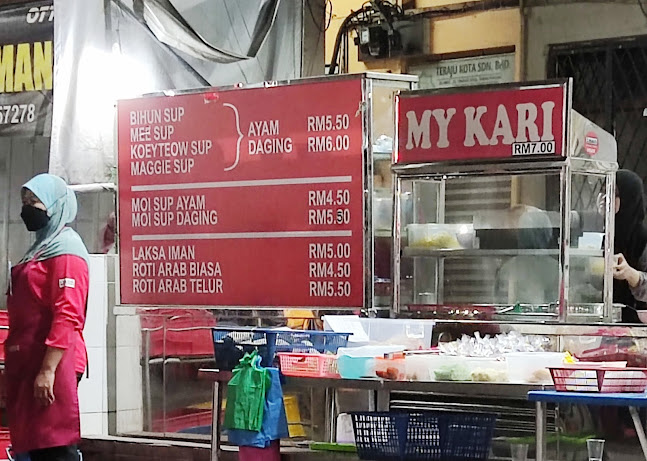 OFF
MAN
57278
TERAJU KOTA SDN. BHD
BIHUN SUP
MEE SUP
KOEYTEOW SUP
MAGGIE SUP
AYAM RM5.50
DAGING RM6.00
MOI SUP AYAM RM4.50
MOI SUP DAGING RM5.50
LAKSA IMAN RM5.00
ROTI ARAB BIASA RM4.50
ROTI ARAB TELUR RM5.50
MY KARI
RM7.00